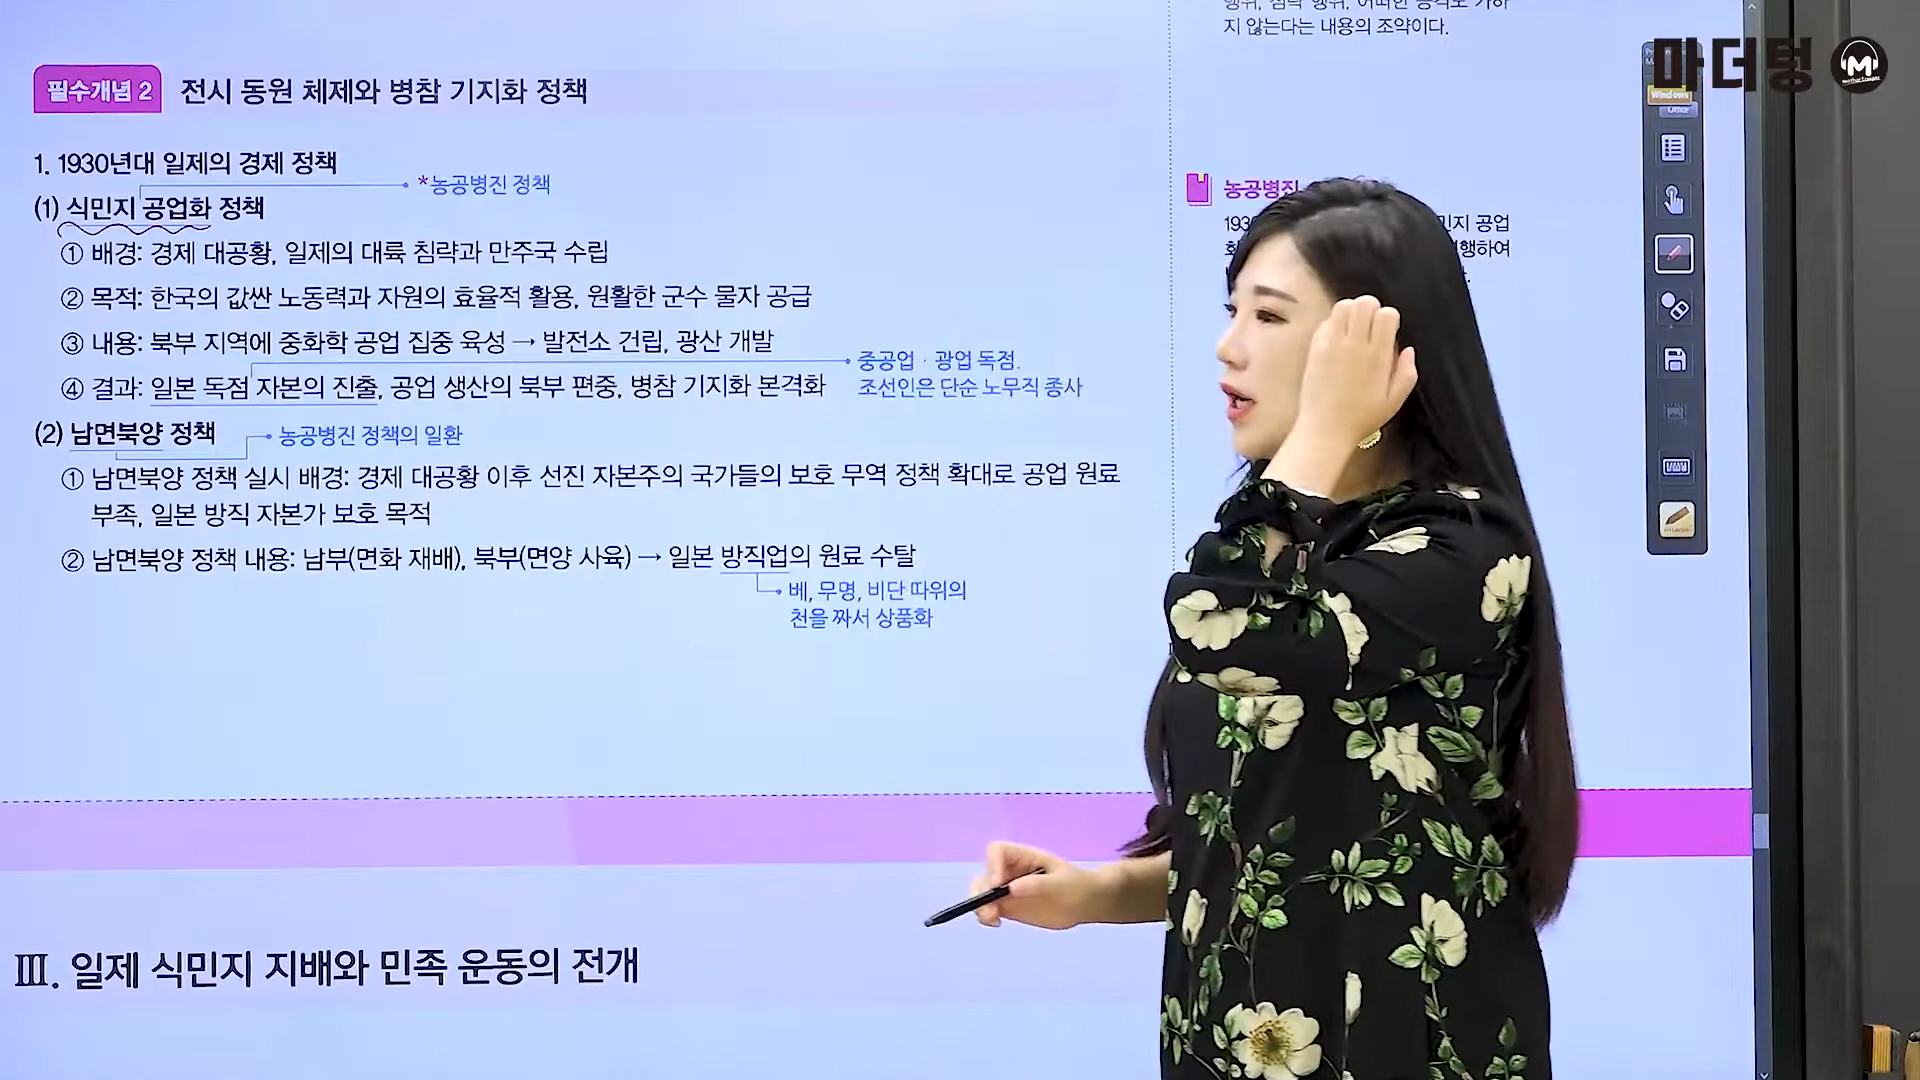 지 않는다는 내용의 조약이다.
마더텅
필수개념 2 전시 동원 체제와 병참 기지화 정책
1. 1930년대 일제의 경제 정책
*농공병진 정책
(1) 식민지 공업화 정책
① 배경: 경제 대공황, 일제의 대륙 침략과 만주국 수립
② 목적: 한국의 값싼 노동력과 자원의 효율적 활용, 원활한 군수 물자 공급
③ 내용: 북부 지역에 중화학 공업 집중 육성 → 발전소 건립, 광산 개발
중공업 · 광업 독점.
④ 결과: 일본 독점 자본의 진출, 공업 생산의 북부 편중, 병참 기지화 본격화
조선인은 단순 노무직 종사
(2) 남면북양 정책
농공병진 정책의 일환
① 남면북양 정책 실시 배경: 경제 대공황 이후 선진 자본주의 국가들의 보호 무역 정책 확대로 공업 원료
부족, 일본 방직 자본가 보호 목적
② 남면북양 정책 내용: 남부(면화 재배), 북부(면양 사육) → 일본 방직업의 원료 수탈
베, 무명, 비단 따위의
천을 짜서 상품화
농공병진
공업
Windows
Ⅲ. 일제 식민지 지배와 민족 운동의 전개